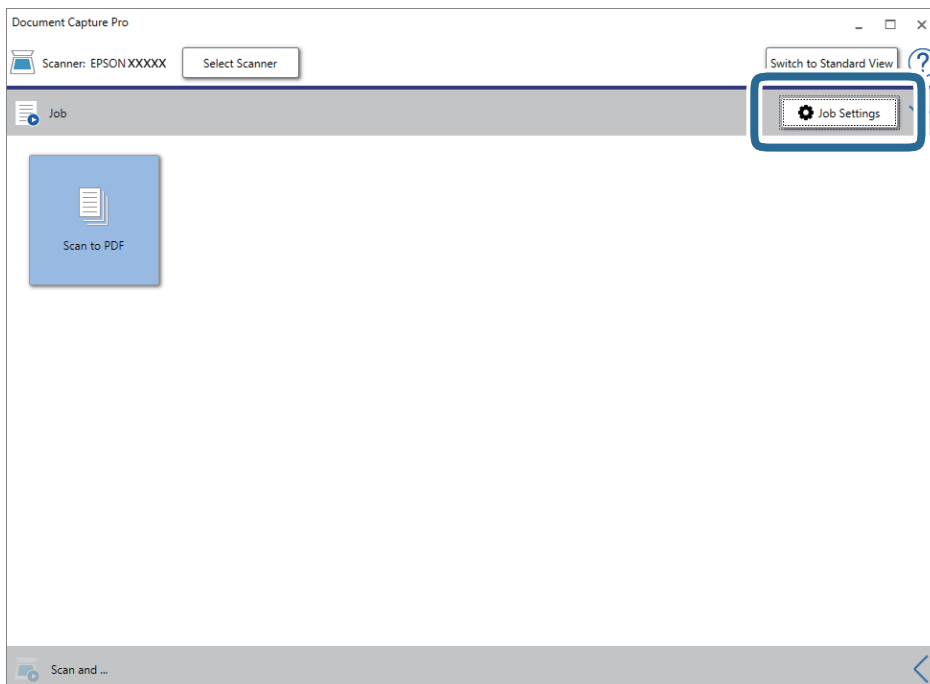 Document Capture Pro
Scanner: EPSON XXXXX
Select Scanner
Switch to Standard View
?
Job
Job Settings
Scan to PDF
Scan and ...